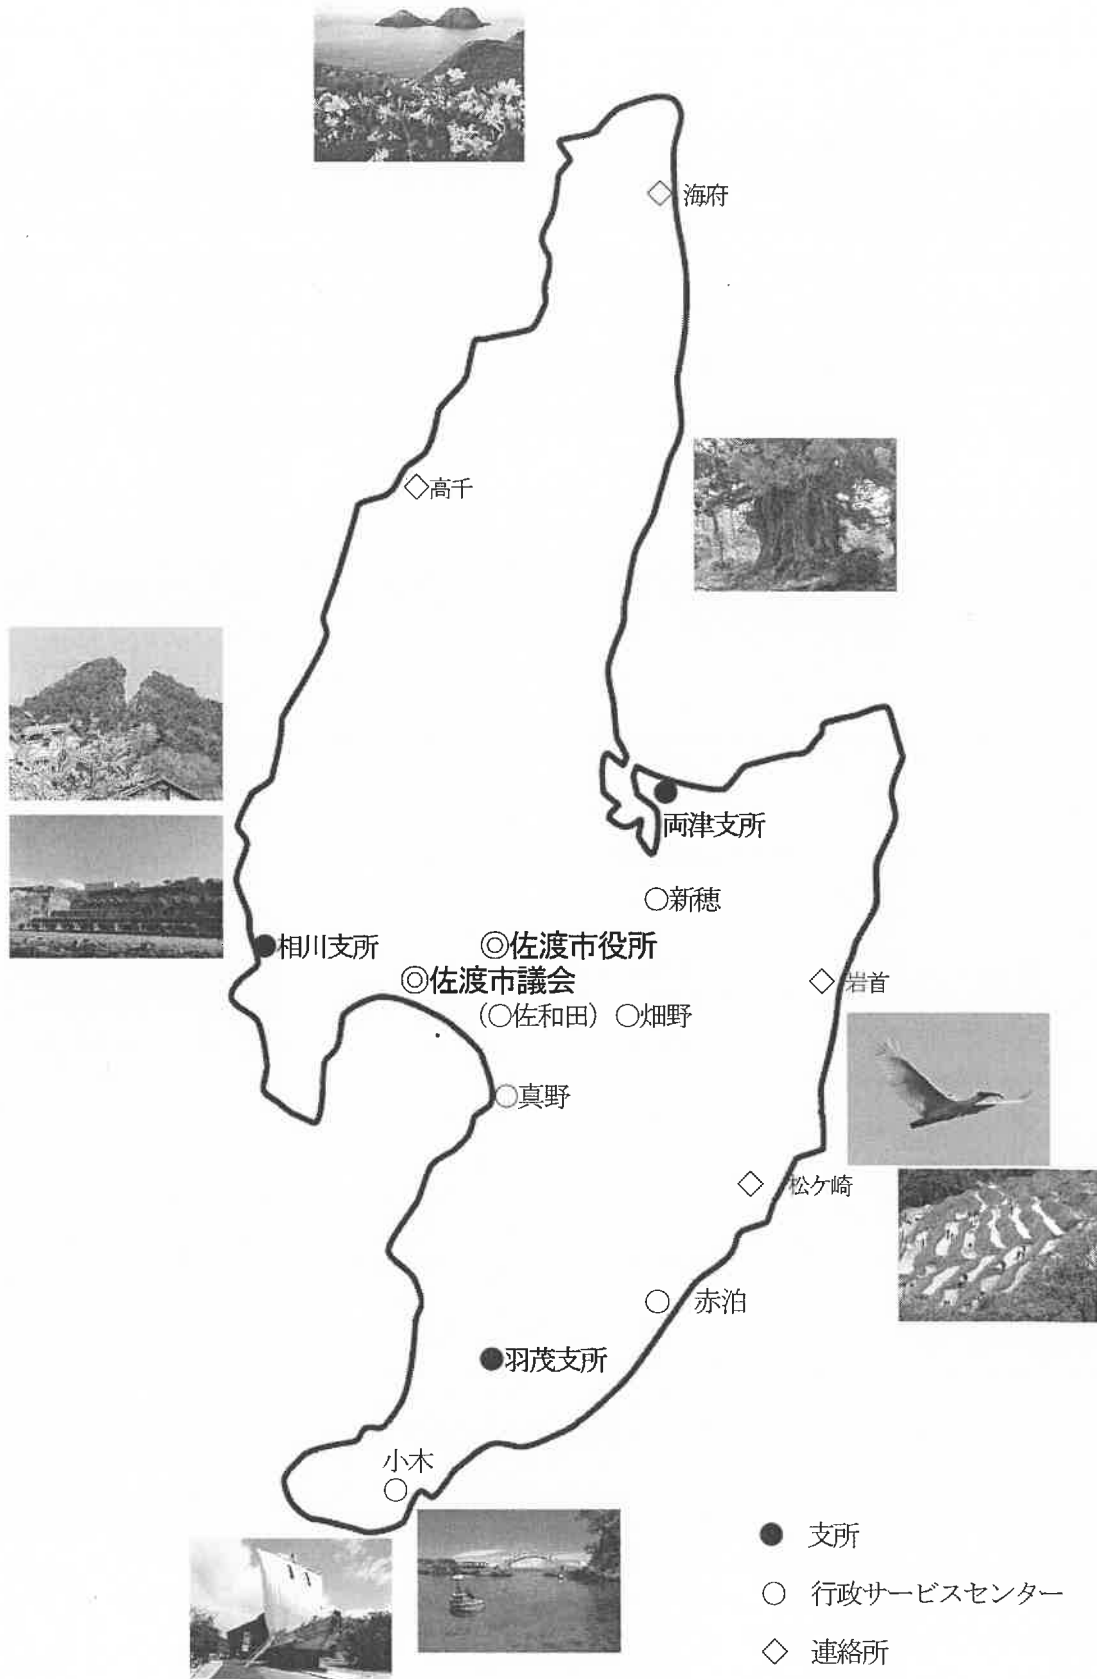 海府
高千
両津支所
新穂
相川支所
◎佐渡市役所
◎佐渡市議会
岩首
(○佐和田) ○畑野
真野
松ケ崎
赤泊
羽茂支所
小木
● 支所
○ 行政サービスセンター
◇ 連絡所